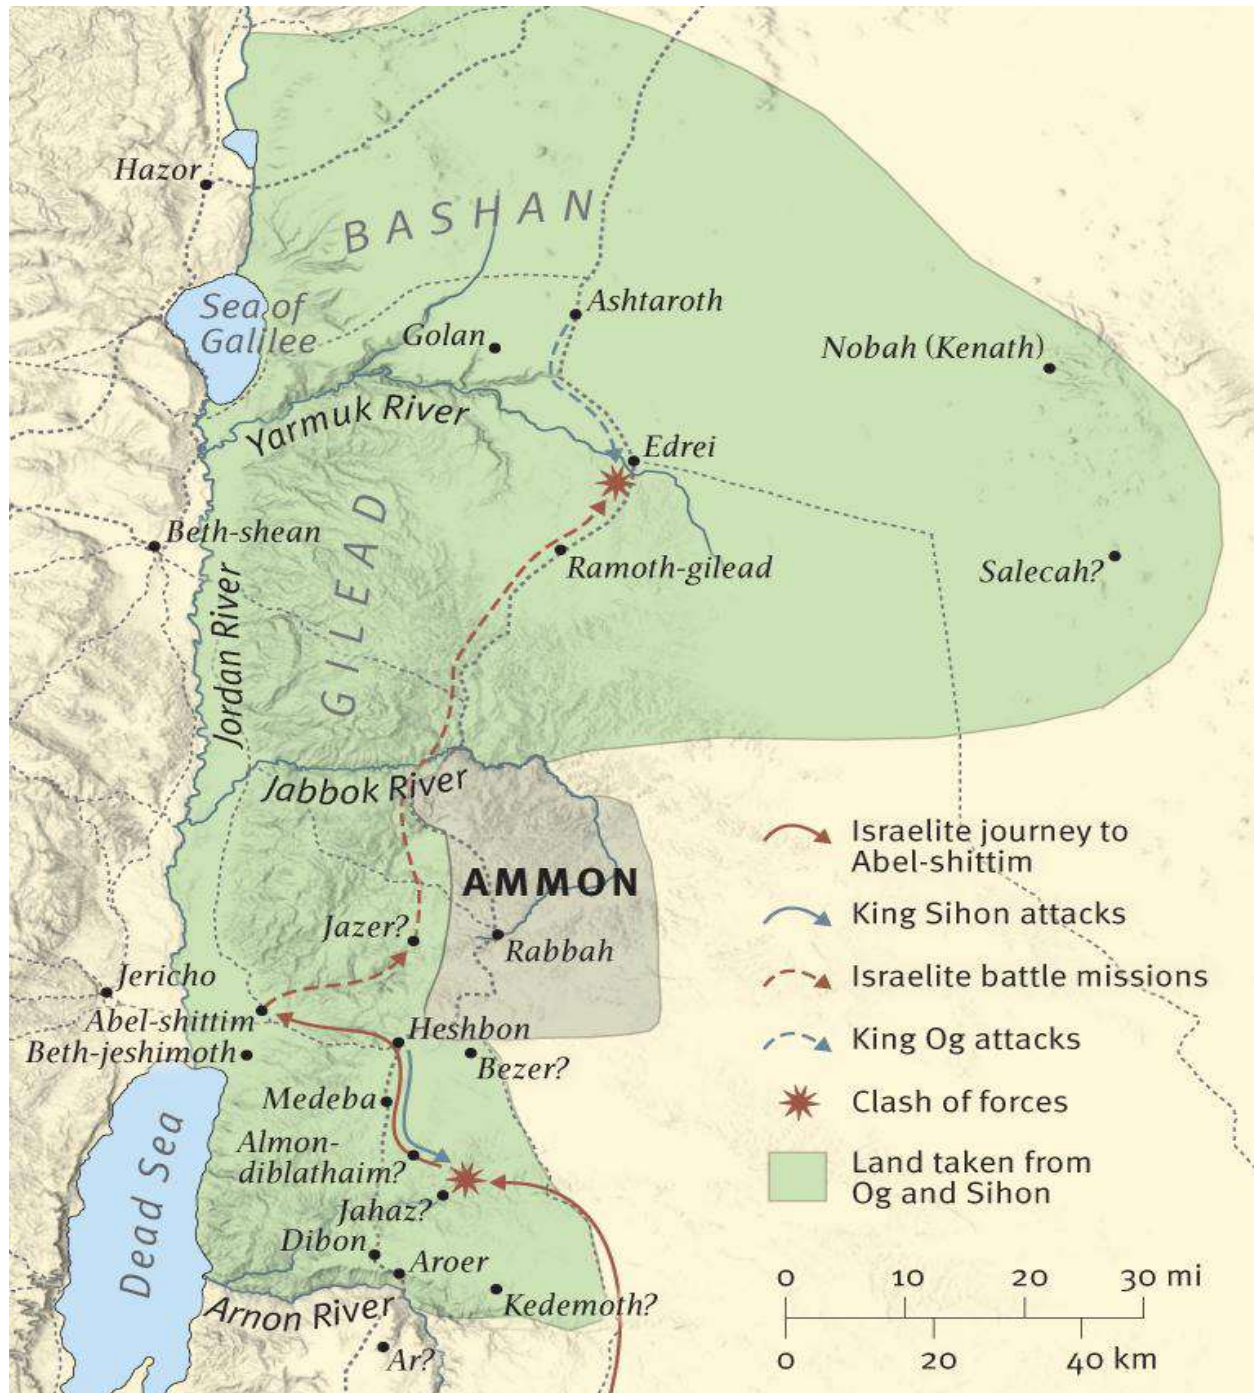 Hazor
BASHAN
Sea of
Galilee
Ashtaroth
Golan
Nobah (Kenath)
Yarmuk River
Edrei
GILEAD
Beth-shean
Ramoth-gilead
Salecah?
Jordan River
Jabbok River
AMMON
Jazer?
Rabbah
Jericho
Abel-shittim
Heshbon
Beth-jeshimoth
Bezer?
Medeba
Almon-
diblathaim?
Dead Sea
Jahaz?
Dibon
Aroer
Kedemoth?
Arnon River
Ar?
Israelite journey to
Abel-shittim
King Sihon attacks
Israelite battle missions
King Og attacks
Clash of forces
Land taken from
Og and Sihon
0 10 20 30 mi
0 20 40 km